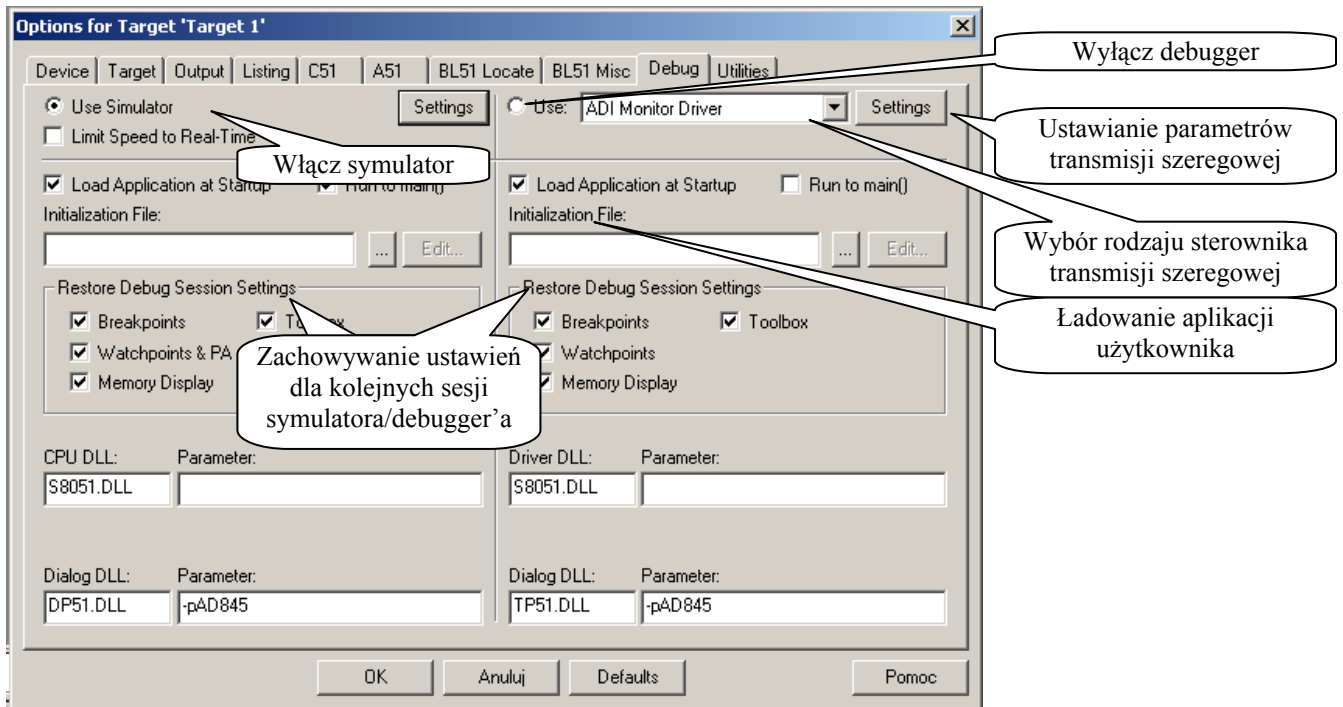 Options for Target 'Target 1'
Device Target Output Listing C51 A51 BL51 Locate BL51 Misc Debug Utilities
Use Simulator Settings
Limit Speed to Real-Time
Use: ADI Monitor Driver Settings
Wyłącz debugger
Ustawianie parametrów
transmisji szeregowej
Włącz symulator
Load Application at Startup Run to main()
Initialization File:
Edit...
Load Application at Startup Run to main()
Initialization File:
... Edit...
Wybór rodzaju sterownika
transmisji szeregowej
Ładowanie aplikacji
użytkownika
Restore Debug Session Settings
Breakpoints
Watchpoints & PA
Memory Display
Restore Debug Session Settings
Breakpoints Toolbox
Watchpoints
Memory Display
Zachowywanie ustawień
dla kolejnych sesji
symulatora/debugger’a
CPU DLL: Parameter:
S8051.DLL
Driver DLL: Parameter:
S8051.DLL
Dialog DLL: Parameter:
DP51.DLL -pAD845
Dialog DLL: Parameter:
TP51.DLL -pAD845
OK Anuluj Defaults Pomoc